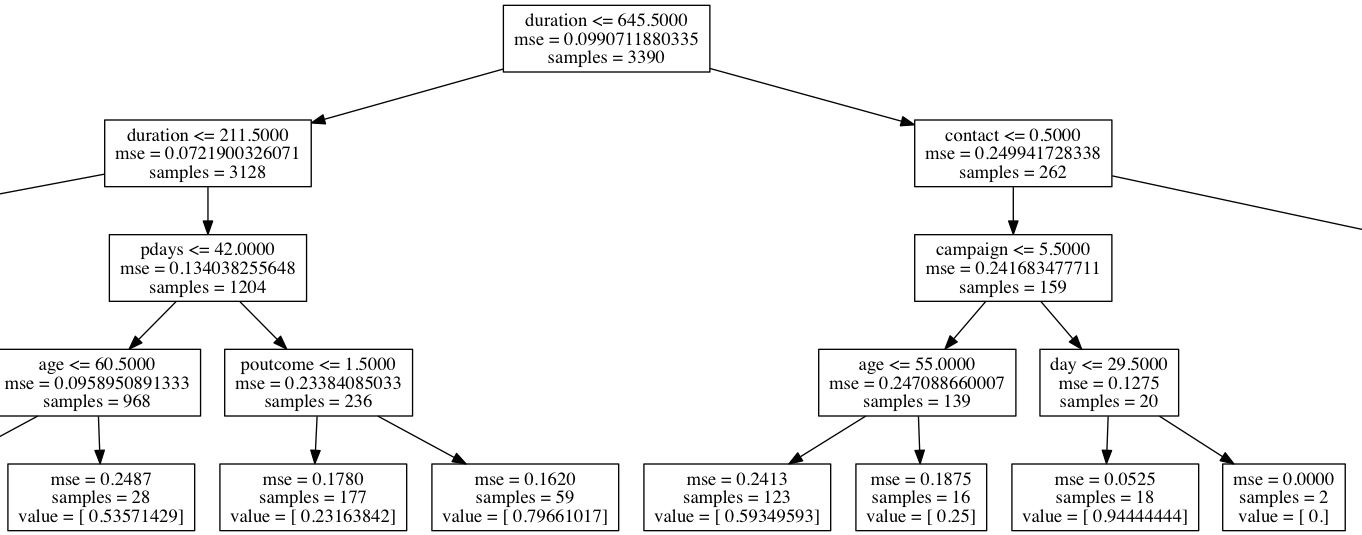 duration <= 645.5000
mse = 0.0990711880335
samples = 3390
duration <= 211.5000
mse = 0.0721900326071
samples = 3128
contact <= 0.5000
mse = 0.249941728338
samples = 262
pdays <= 42.0000
mse = 0.134038255648
samples = 1204
campaign <= 5.5000
mse = 0.241683477711
samples = 159
age <= 60.5000
mse = 0.0958950891333
samples = 968
poutcome <= 1.5000
mse = 0.23384085033
samples = 236
age <= 55.0000
mse = 0.247088660007
samples = 139
day <= 29.5000
mse = 0.1275
samples = 20
mse = 0.2487
samples = 28
value = [ 0.53571429]
mse = 0.1780
samples = 177
value = [ 0.23163842]
mse = 0.1620
samples = 59
value = [ 0.79661017]
mse = 0.2413
samples = 123
value = [ 0.59349593]
mse = 0.1875
samples = 16
value = [ 0.25]
mse = 0.0525
samples = 18
value = [ 0.94444444]
mse = 0.0000
samples = 2
value = [ 0.]